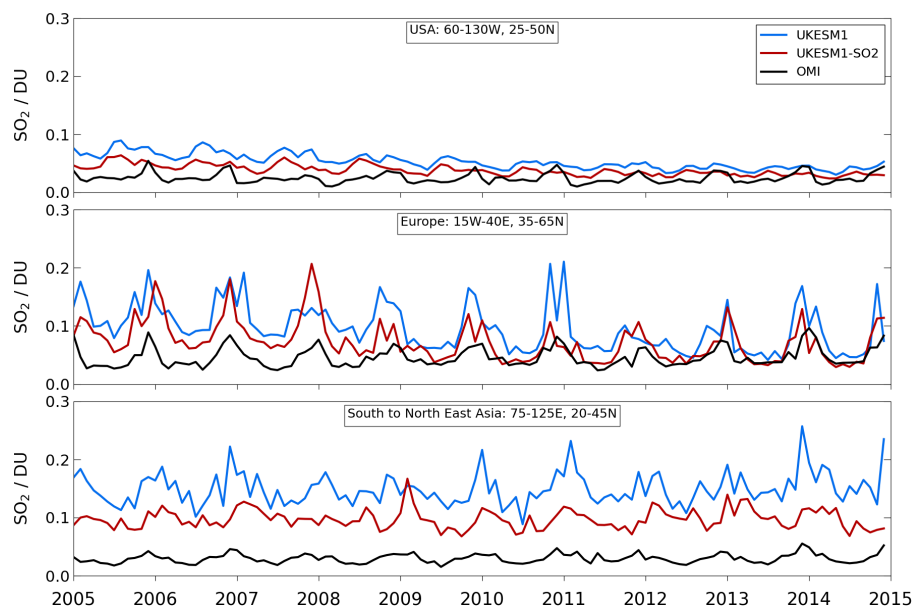 0.3
USA: 60-130W, 25-50N
UKESM1
UKESM1-SO2
OMI
0.2
SO2 / DU
0.1
0.0
0.3
Europe: 15W-40E, 35-65N
0.2
SO2 / DU
0.1
0.0
0.3
South to North East Asia: 75-125E, 20-45N
0.2
SO2 / DU
0.1
0.0
2005 2006 2007 2008 2009 2010 2011 2012 2013 2014 2015